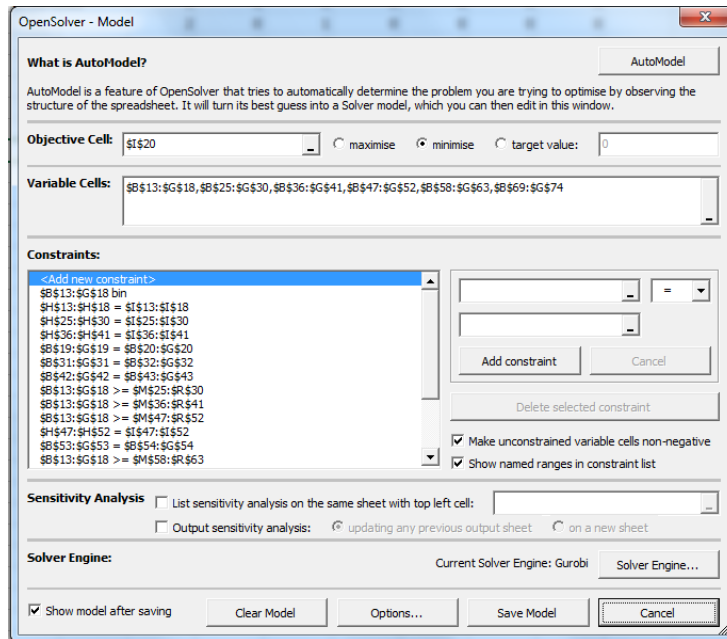 OpenSolver - Model
What is AutoModel?
AutoModel
AutoModel is a feature of OpenSolver that tries to automatically determine the problem you are trying to optimise by observing the
structure of the spreadsheet. It will turn its best guess into a Solver model, which you can then edit in this window.
Objective Cell: $I$20 _ maximise minimise target value: 0
Variable Cells: $B$13:$G$18,$B$25:$G$30,$B$36:$G$41,$B$47:$G$52,$B$58:$G$63,$B$69:$G$74
_
Constraints:
<Add new constraint>
$B$13:$G$18 bin
$H$13:$H$18 = $I$13:$I$18
$H$25:$H$30 = $I$25:$I$30
$H$36:$H$41 = $I$36:$I$41
$B$19:$G$19 = $B$20:$G$20
$B$31:$G$31 = $B$32:$G$32
$B$42:$G$42 = $B$43:$G$43
$B$13:$G$18 >= $M$25:$R$30
$B$13:$G$18 >= $M$36:$R$41
$B$13:$G$18 >= $M$47:$R$52
$H$47:$H$52 = $I$47:$I$52
$B$53:$G$53 = $B$54:$G$54
$B$13:$G$18 >= $M$58:$R$63
_ =
_
Add constraint Cancel
Delete selected constraint
Make unconstrained variable cells non-negative
Show named ranges in constraint list
Sensitivity Analysis List sensitivity analysis on the same sheet with top left cell: _
Output sensitivity analysis: updating any previous output sheet on a new sheet
Solver Engine: Current Solver Engine: Gurobi Solver Engine...
Show model after saving Clear Model Options... Save Model Cancel